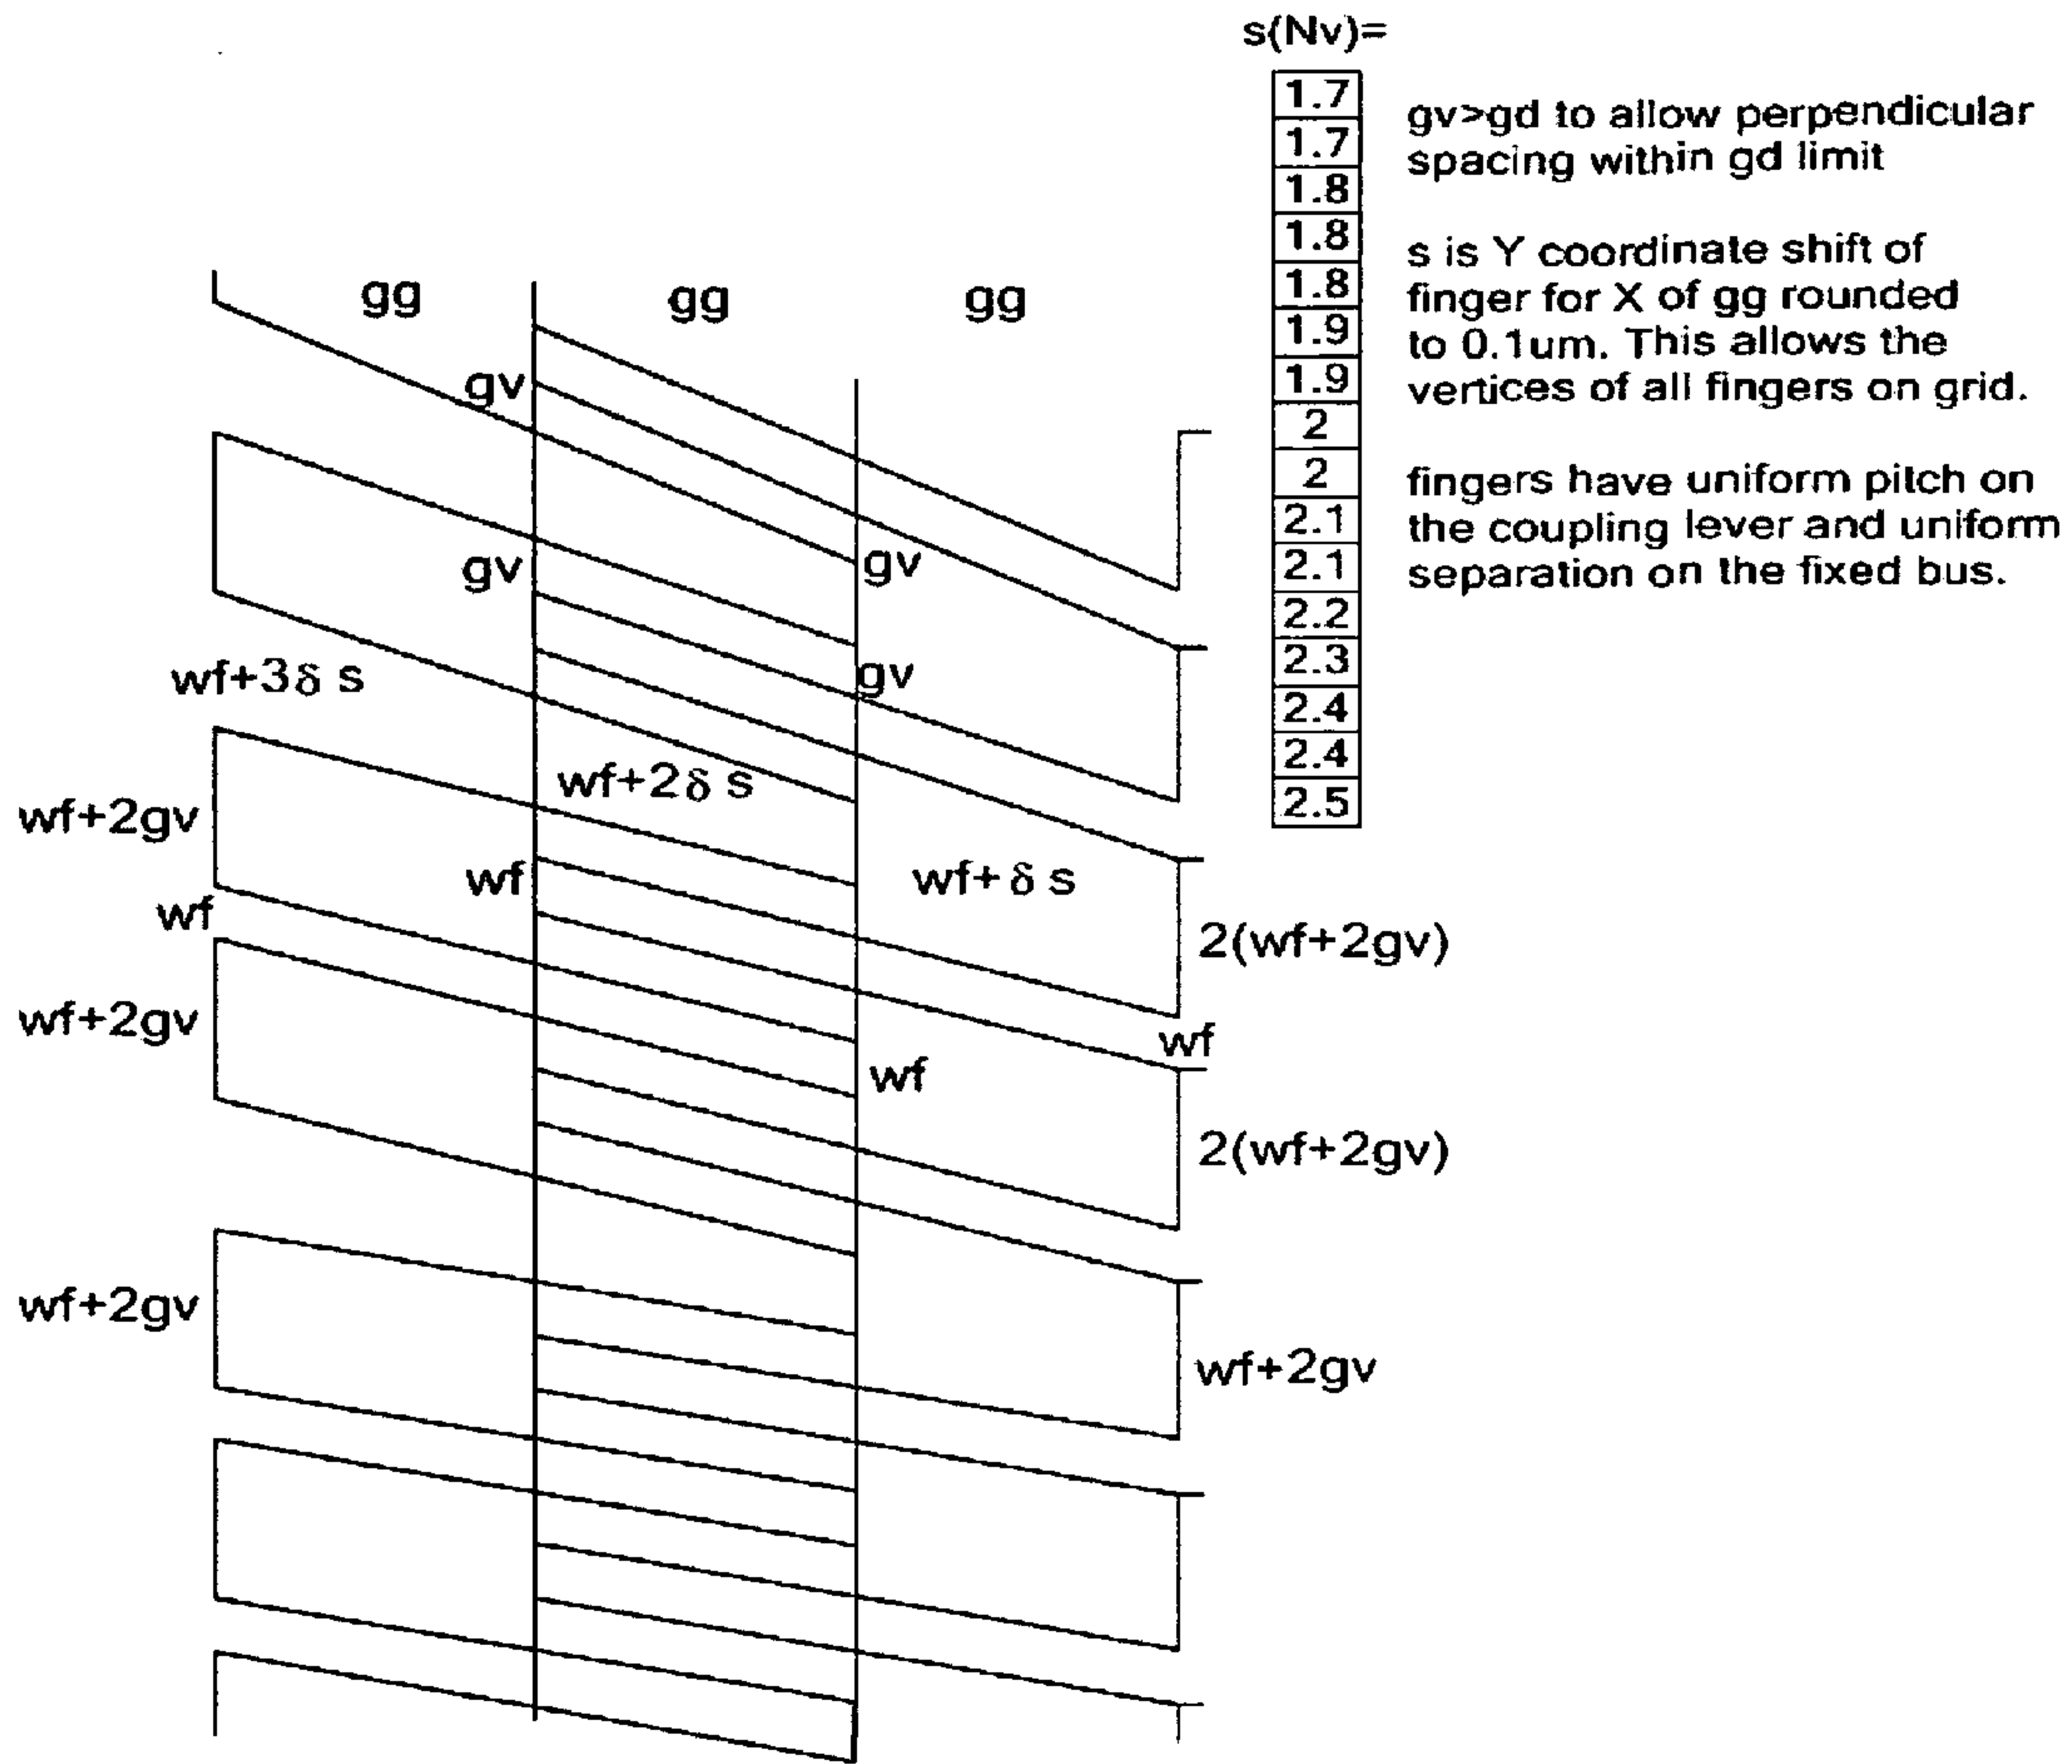 s(Nv)=
1.7
1.7
1.8
1.8
1.8
1.9
1.9
2
2
2.1
2.1
2.2
2.3
2.4
2.4
2.5
gv>gd to allow perpendicular
spacing within gd limit
s is Y coordinate shift of
finger for X of gg rounded
to 0.1um. This allows the
vertices of all fingers on grid.
fingers have uniform pitch on
the coupling lever and uniform
separation on the fixed bus.
gg gg gg
gv
gv
gv
gv
wf+3δ s
wf+2δ s
wf+2gv
wf
wf+δ s
wf
2(wf+2gv)
wf+2gv
wf
wf
2(wf+2gv)
wf+2gv
wf+2gv